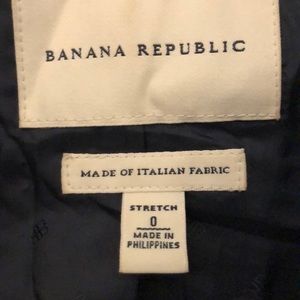 BANANA REPUBLIC
MADE OF ITALIAN FABRIC
STRETCH
0
MADE IN
PHILIPPINES